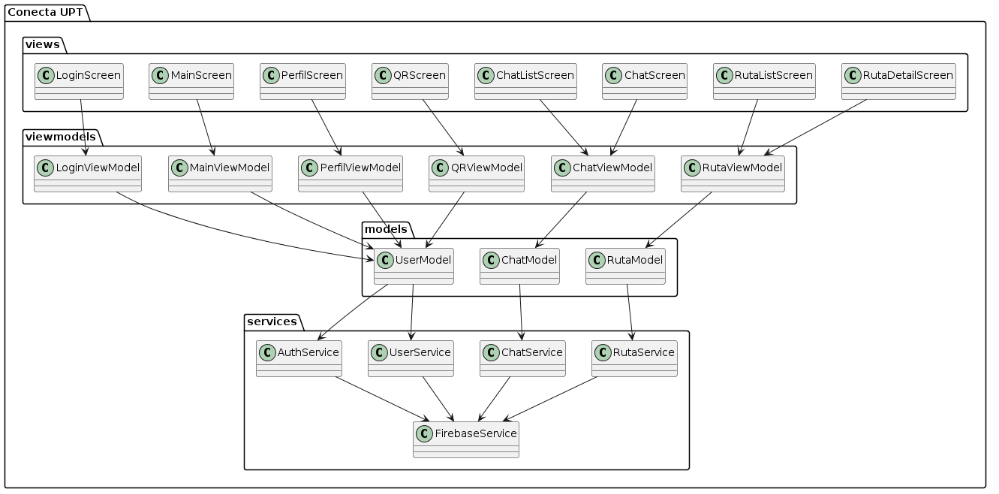 Conecta UPT
views
C LoginScreen
C MainScreen
C PerfilScreen
C QRScreen
C ChatListScreen
C ChatScreen
C RutaListScreen
C RutaDetailScreen
viewmodels
C LoginViewModel
C MainViewModel
C PerfilViewModel
C QRViewModel
C ChatViewModel
C RutaViewModel
models
C UserModel
C ChatModel
C RutaModel
services
C AuthService
C UserService
C ChatService
C RutaService
C FirebaseService